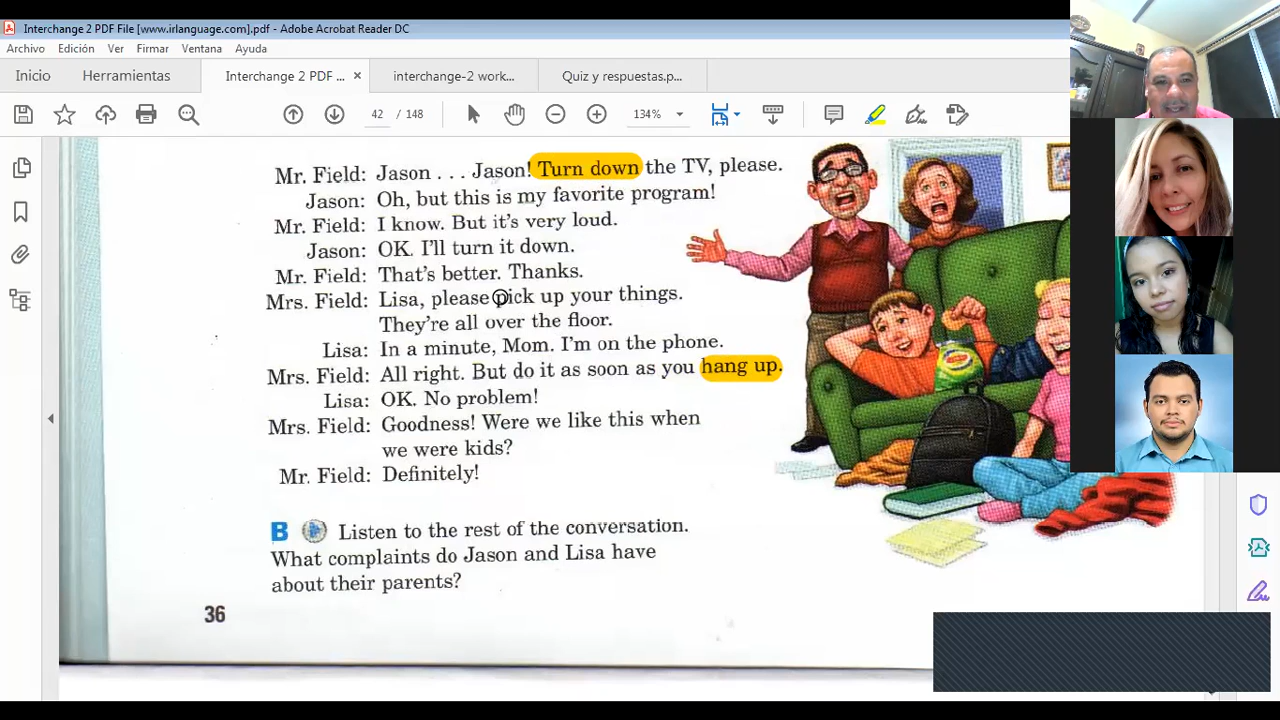 Interchange 2 PDF File [www.irlanguage.com].pdf - Adobe Acrobat Reader DC
Archivo Edición Ver Firmar Ventana Ayuda
Inicio Herramientas Interchange 2 PDF ... × interchange-2 work... Quiz y respuestas.p...
42 / 148 134%
Mr. Field: Jason . . . Jason! Turn down the TV, please.
Jason: Oh, but this is my favorite program!
Mr. Field: I know. But it's very loud.
Jason: OK. I'll turn it down.
Mr. Field: That's better. Thanks.
Mrs. Field: Lisa, please pick up your things.
They're all over the floor.
Lisa: In a minute, Mom. I'm on the phone.
Mrs. Field: All right. But do it as soon as you hang up.
Lisa: OK. No problem!
Mrs. Field: Goodness! Were we like this when
we were kids?
Mr. Field: Definitely!
B Listen to the rest of the conversation.
What complaints do Jason and Lisa have
about their parents?
36